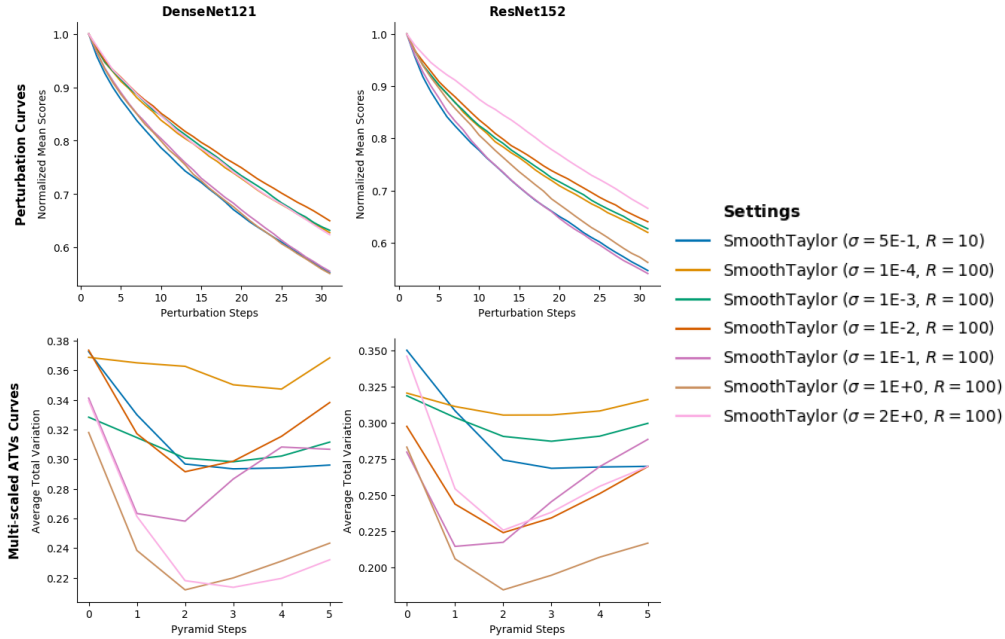 DenseNet121
ResNet152
Perturbation Curves
Normalized Mean Scores
1.0
0.9
0.8
0.7
0.6
1 5 10 15 20 25 30
Perturbation Steps
Normalized Mean Scores
1.0
0.9
0.8
0.7
0.6
1 5 10 15 20 25 30
Perturbation Steps
Multi-scaled ATVs Curves
Average Total Variation
0.38
0.36
0.34
0.32
0.30
0.28
0.26
0.24
0.22
0 1 2 3 4 5
Pyramid Steps
Average Total Variation
0.350
0.325
0.300
0.275
0.250
0.225
0.200
0 1 2 3 4 5
Pyramid Steps
Settings
SmoothTaylor (σ = 5E-1, R = 10)
SmoothTaylor (σ = 1E-4, R = 100)
SmoothTaylor (σ = 1E-3, R = 100)
SmoothTaylor (σ = 1E-2, R = 100)
SmoothTaylor (σ = 1E-1, R = 100)
SmoothTaylor (σ = 1E+0, R = 100)
SmoothTaylor (σ = 2E+0, R = 100)